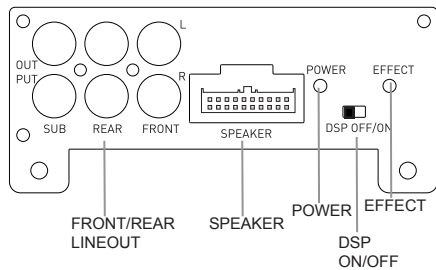 L
OUT
PUT
R
POWER
EFFECT
SUB
REAR
FRONT
SPEAKER
DSP OFF/ON
FRONT/REAR
LINEOUT
SPEAKER
POWER
EFFECT
DSP
ON/OFF